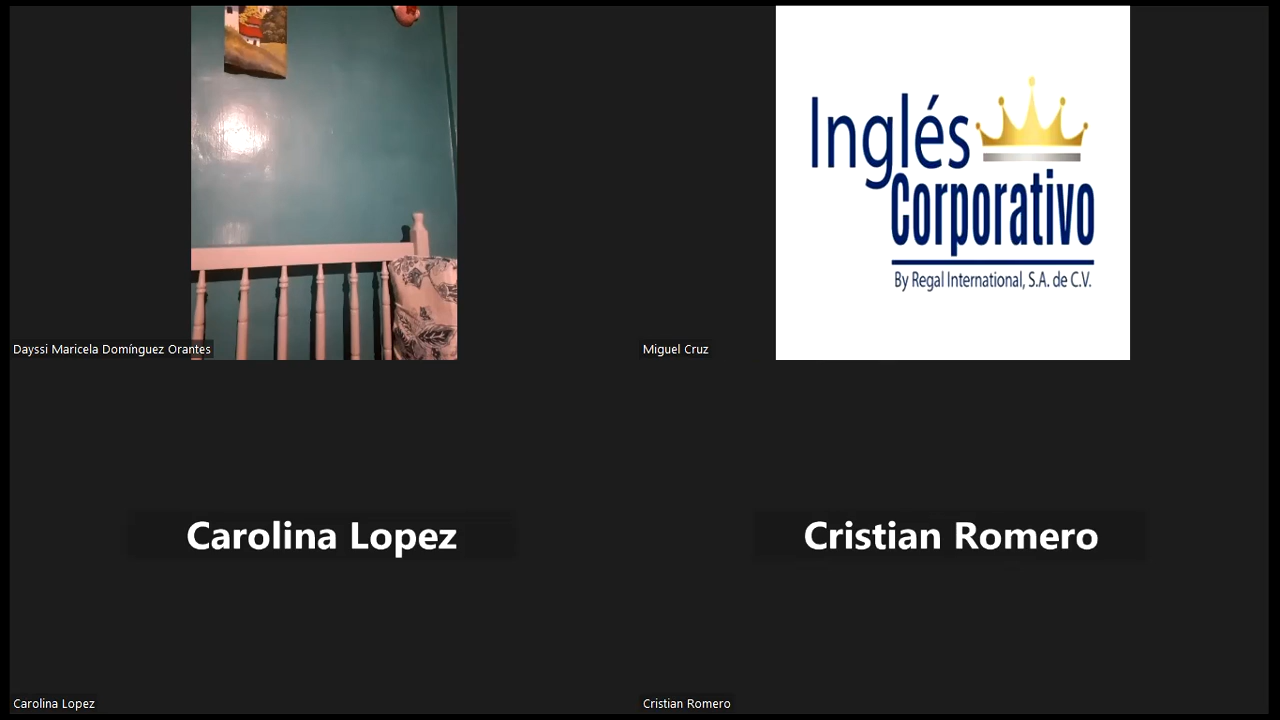 Inglés
Corporativo
By Regal International, S.A. de C.V.
Dayssi Maricela Domínguez Orantes
Miguel Cruz
Carolina Lopez
Cristian Romero
Carolina Lopez
Cristian Romero